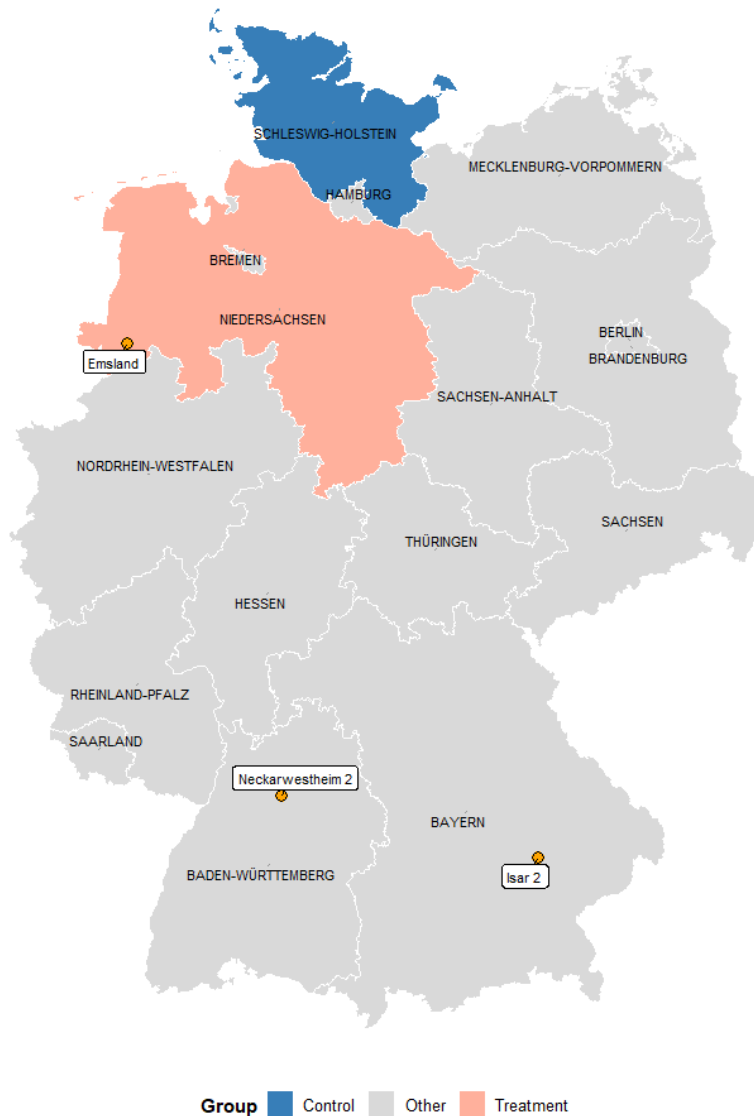 SCHLESWIG-HOLSTEIN
MECKLENBURG-VORPOMMERN
HAMBURG
BREMEN
NIEDERSACHSEN
BERLIN
BRANDENBURG
Emsland
SACHSEN-ANHALT
NORDRHEIN-WESTFALEN
SACHSEN
THÜRINGEN
HESSEN
RHEINLAND-PFALZ
SAARLAND
Neckarwestheim 2
BAYERN
BADEN-WÜRTTEMBERG
Isar 2
Group Control Other Treatment